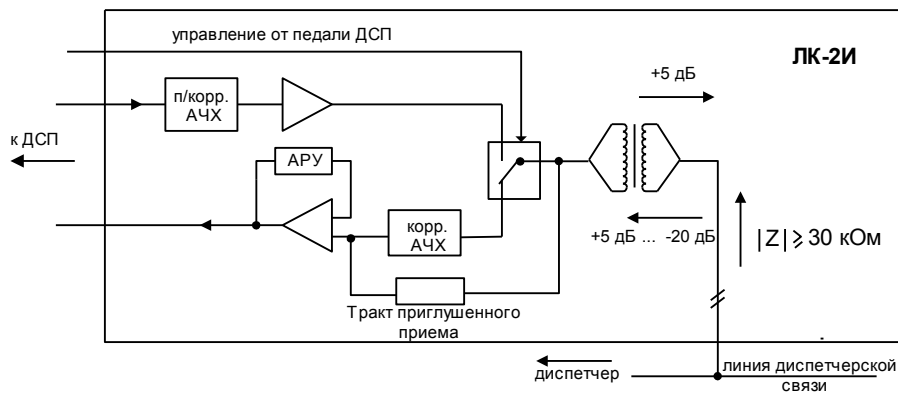 управление от педали ДСП
ЛК-2И
+5 дБ
п/корр.
АЧХ
к ДСП
АРУ
корр.
АЧХ
+5 дБ ... -20 дБ
|Z| ⩾ 30 кОм
Тракт приглушенного
приема
диспетчер
линия диспетчерской
связи